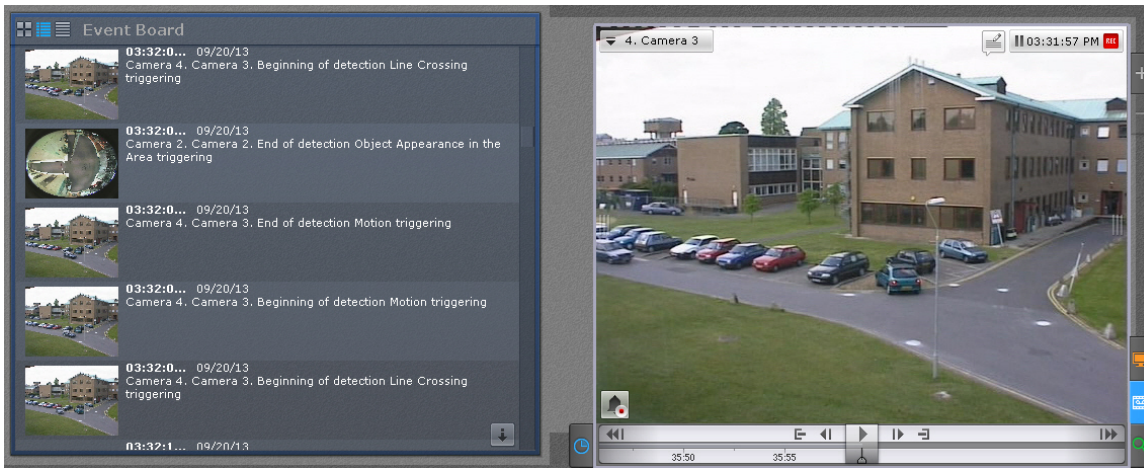 Event Board
03:32:0... 09/20/13
Camera 4. Camera 3. Beginning of detection Line Crossing
triggering
03:32:0... 09/20/13
Camera 2. Camera 2. End of detection Object Appearance in the
Area triggering
03:32:0... 09/20/13
Camera 4. Camera 3. End of detection Motion triggering
03:32:0... 09/20/13
Camera 4. Camera 3. Beginning of detection Motion triggering
03:32:0... 09/20/13
Camera 4. Camera 3. Beginning of detection Line Crossing
triggering
03:32:1... 09/20/13
4. Camera 3
03:31:57 PM REC
35:50 35:55